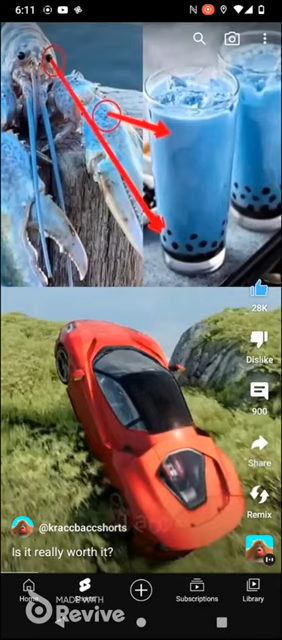 6:11
28K
Dislike
900
Share
Remix
@kraccbaccshorts
Is it really worth it?
Home
Subscriptions
Library
MADE WITH
Revive